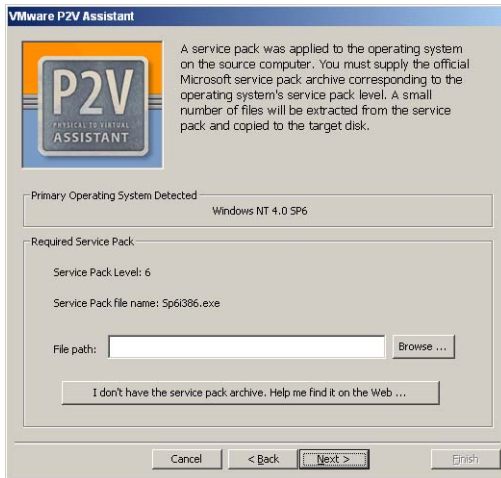 VMware P2V Assistant
A service pack was applied to the operating system
on the source computer. You must supply the official
Microsoft service pack archive corresponding to the
operating system's service pack level. A small
number of files will be extracted from the service
pack and copied to the target disk.
P2V
PHYSICAL TO VIRTUAL
ASSISTANT
Primary Operating System Detected
Windows NT 4.0 SP6
Required Service Pack
Service Pack Level: 6
Service Pack file name: Sp6i386.exe
File path:
Browse ...
I don't have the service pack archive. Help me find it on the Web ...
Cancel
< Back
Next >
Finish